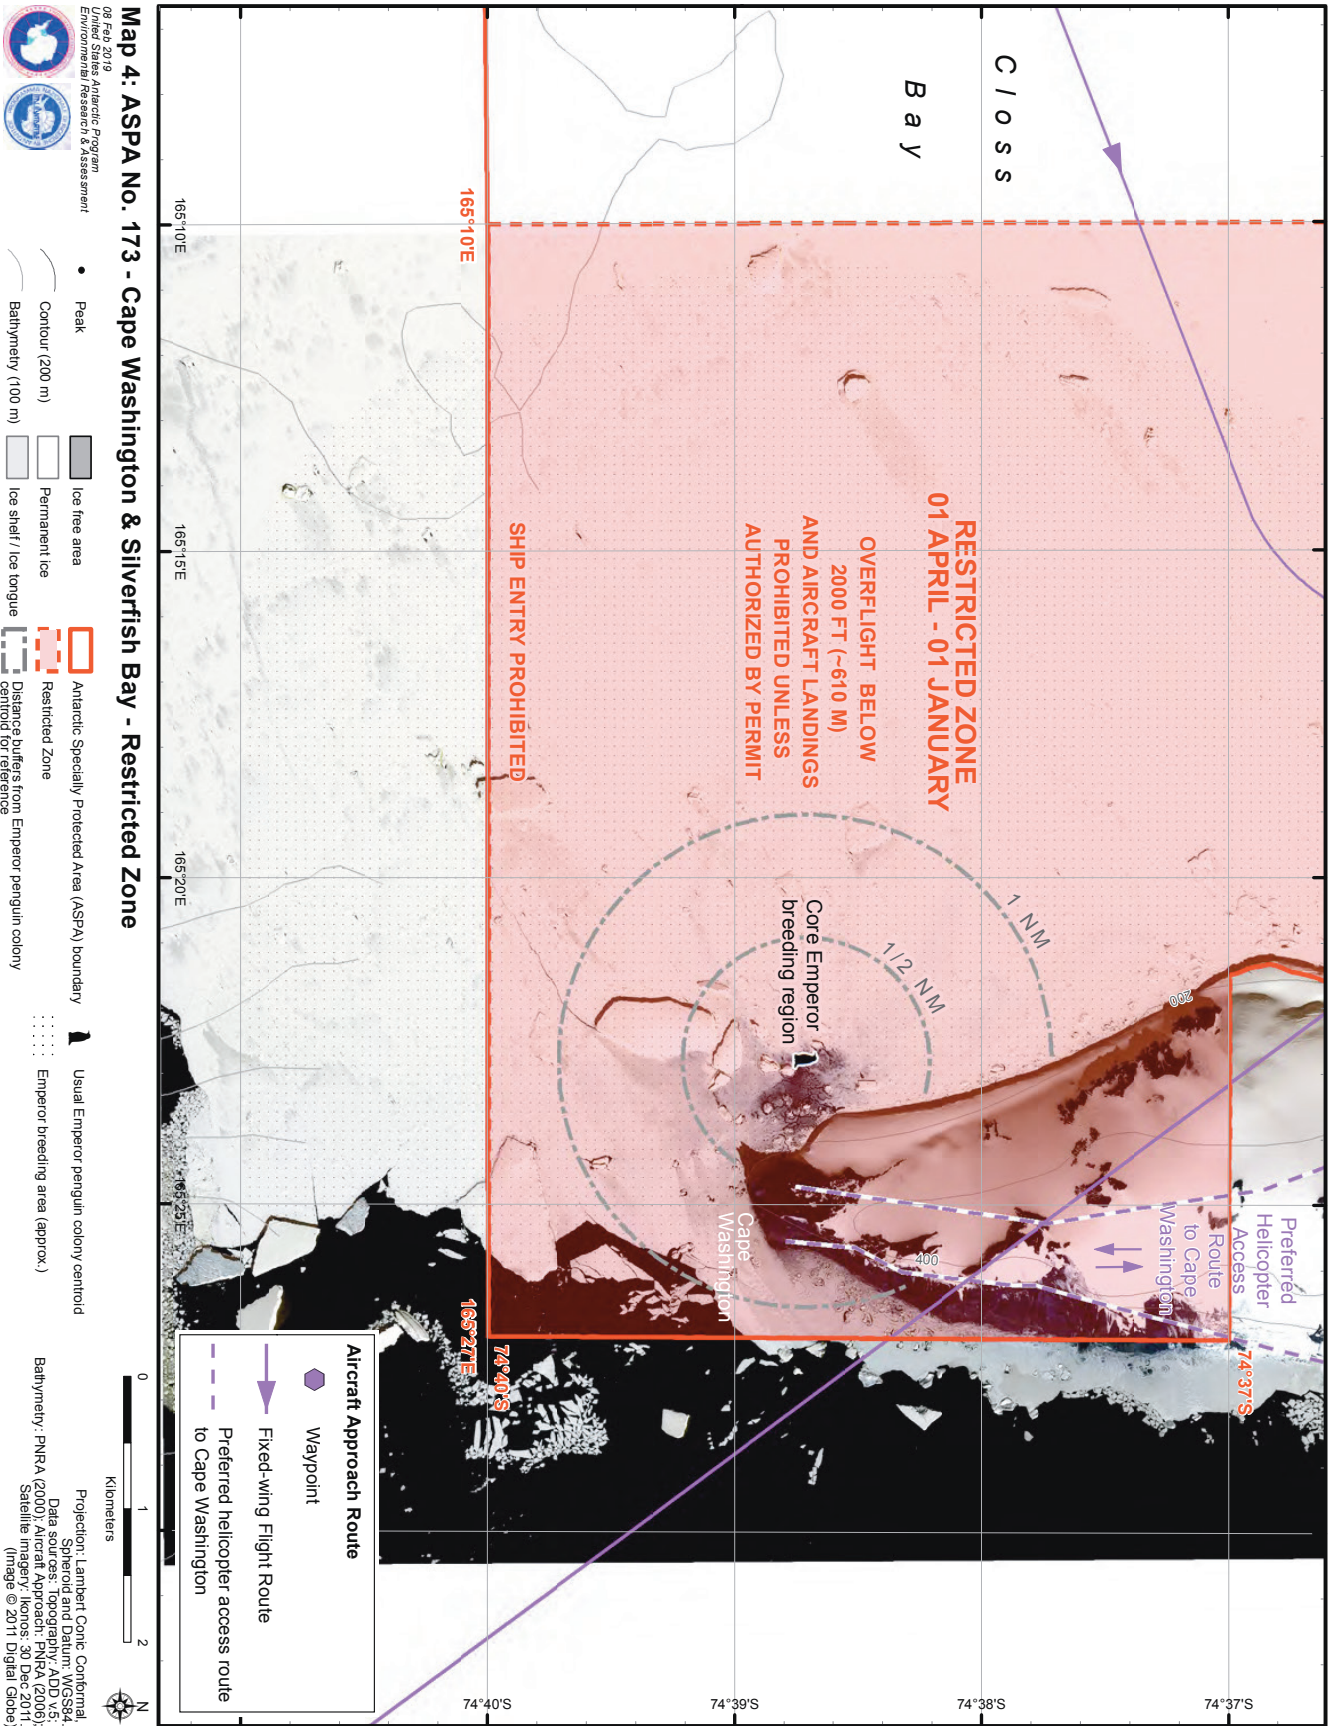 Closs
Bay
165°10'E
RESTRICTED ZONE
01 APRIL - 01 JANUARY
OVERFLIGHT BELOW
2000 FT (~610 M)
AND AIRCRAFT LANDINGS
PROHIBITED UNLESS
AUTHORIZED BY PERMIT
SHIP ENTRY PROHIBITED
1 NM
1/2 NM
Core Emperor
breeding region
200
400
Cape
Washington
Preferred
Helicopter
Access
Route
to Cape
Washington
74°37'S
74°40'S
165°27'E
74°37'S
74°38'S
74°39'S
74°40'S
165°10'E
165°15'E
165°20'E
165°25'E
Aircraft Approach Route
Waypoint
Fixed-wing Flight Route
Preferred helicopter access route
to Cape Washington
Map 4: ASPA No. 173 - Cape Washington & Silverfish Bay - Restricted Zone
08 Feb 2019
United States Antarctic Program
Environmental Research & Assessment
Peak
Contour (200 m)
Bathymetry (100 m)
Ice free area
Permanent ice
Ice shelf / Ice tongue
Antarctic Specially Protected Area (ASPA) boundary
Restricted Zone
Distance buffers from Emperor penguin colony
centroid for reference
Usual Emperor penguin colony centroid
Emperor breeding area (approx.)
0 1 2
Kilometers
N
Projection: Lambert Conic Conformal,
Spheroid and Datum: WGS84.
Data sources: Topography: ADD v.5;
Bathymetry: PNRA (2000); Aircraft Approach: PNRA (2006);
Satellite imagery: Ikonos: 30 Dec 2011
(Image © 2011 Digital Globe)